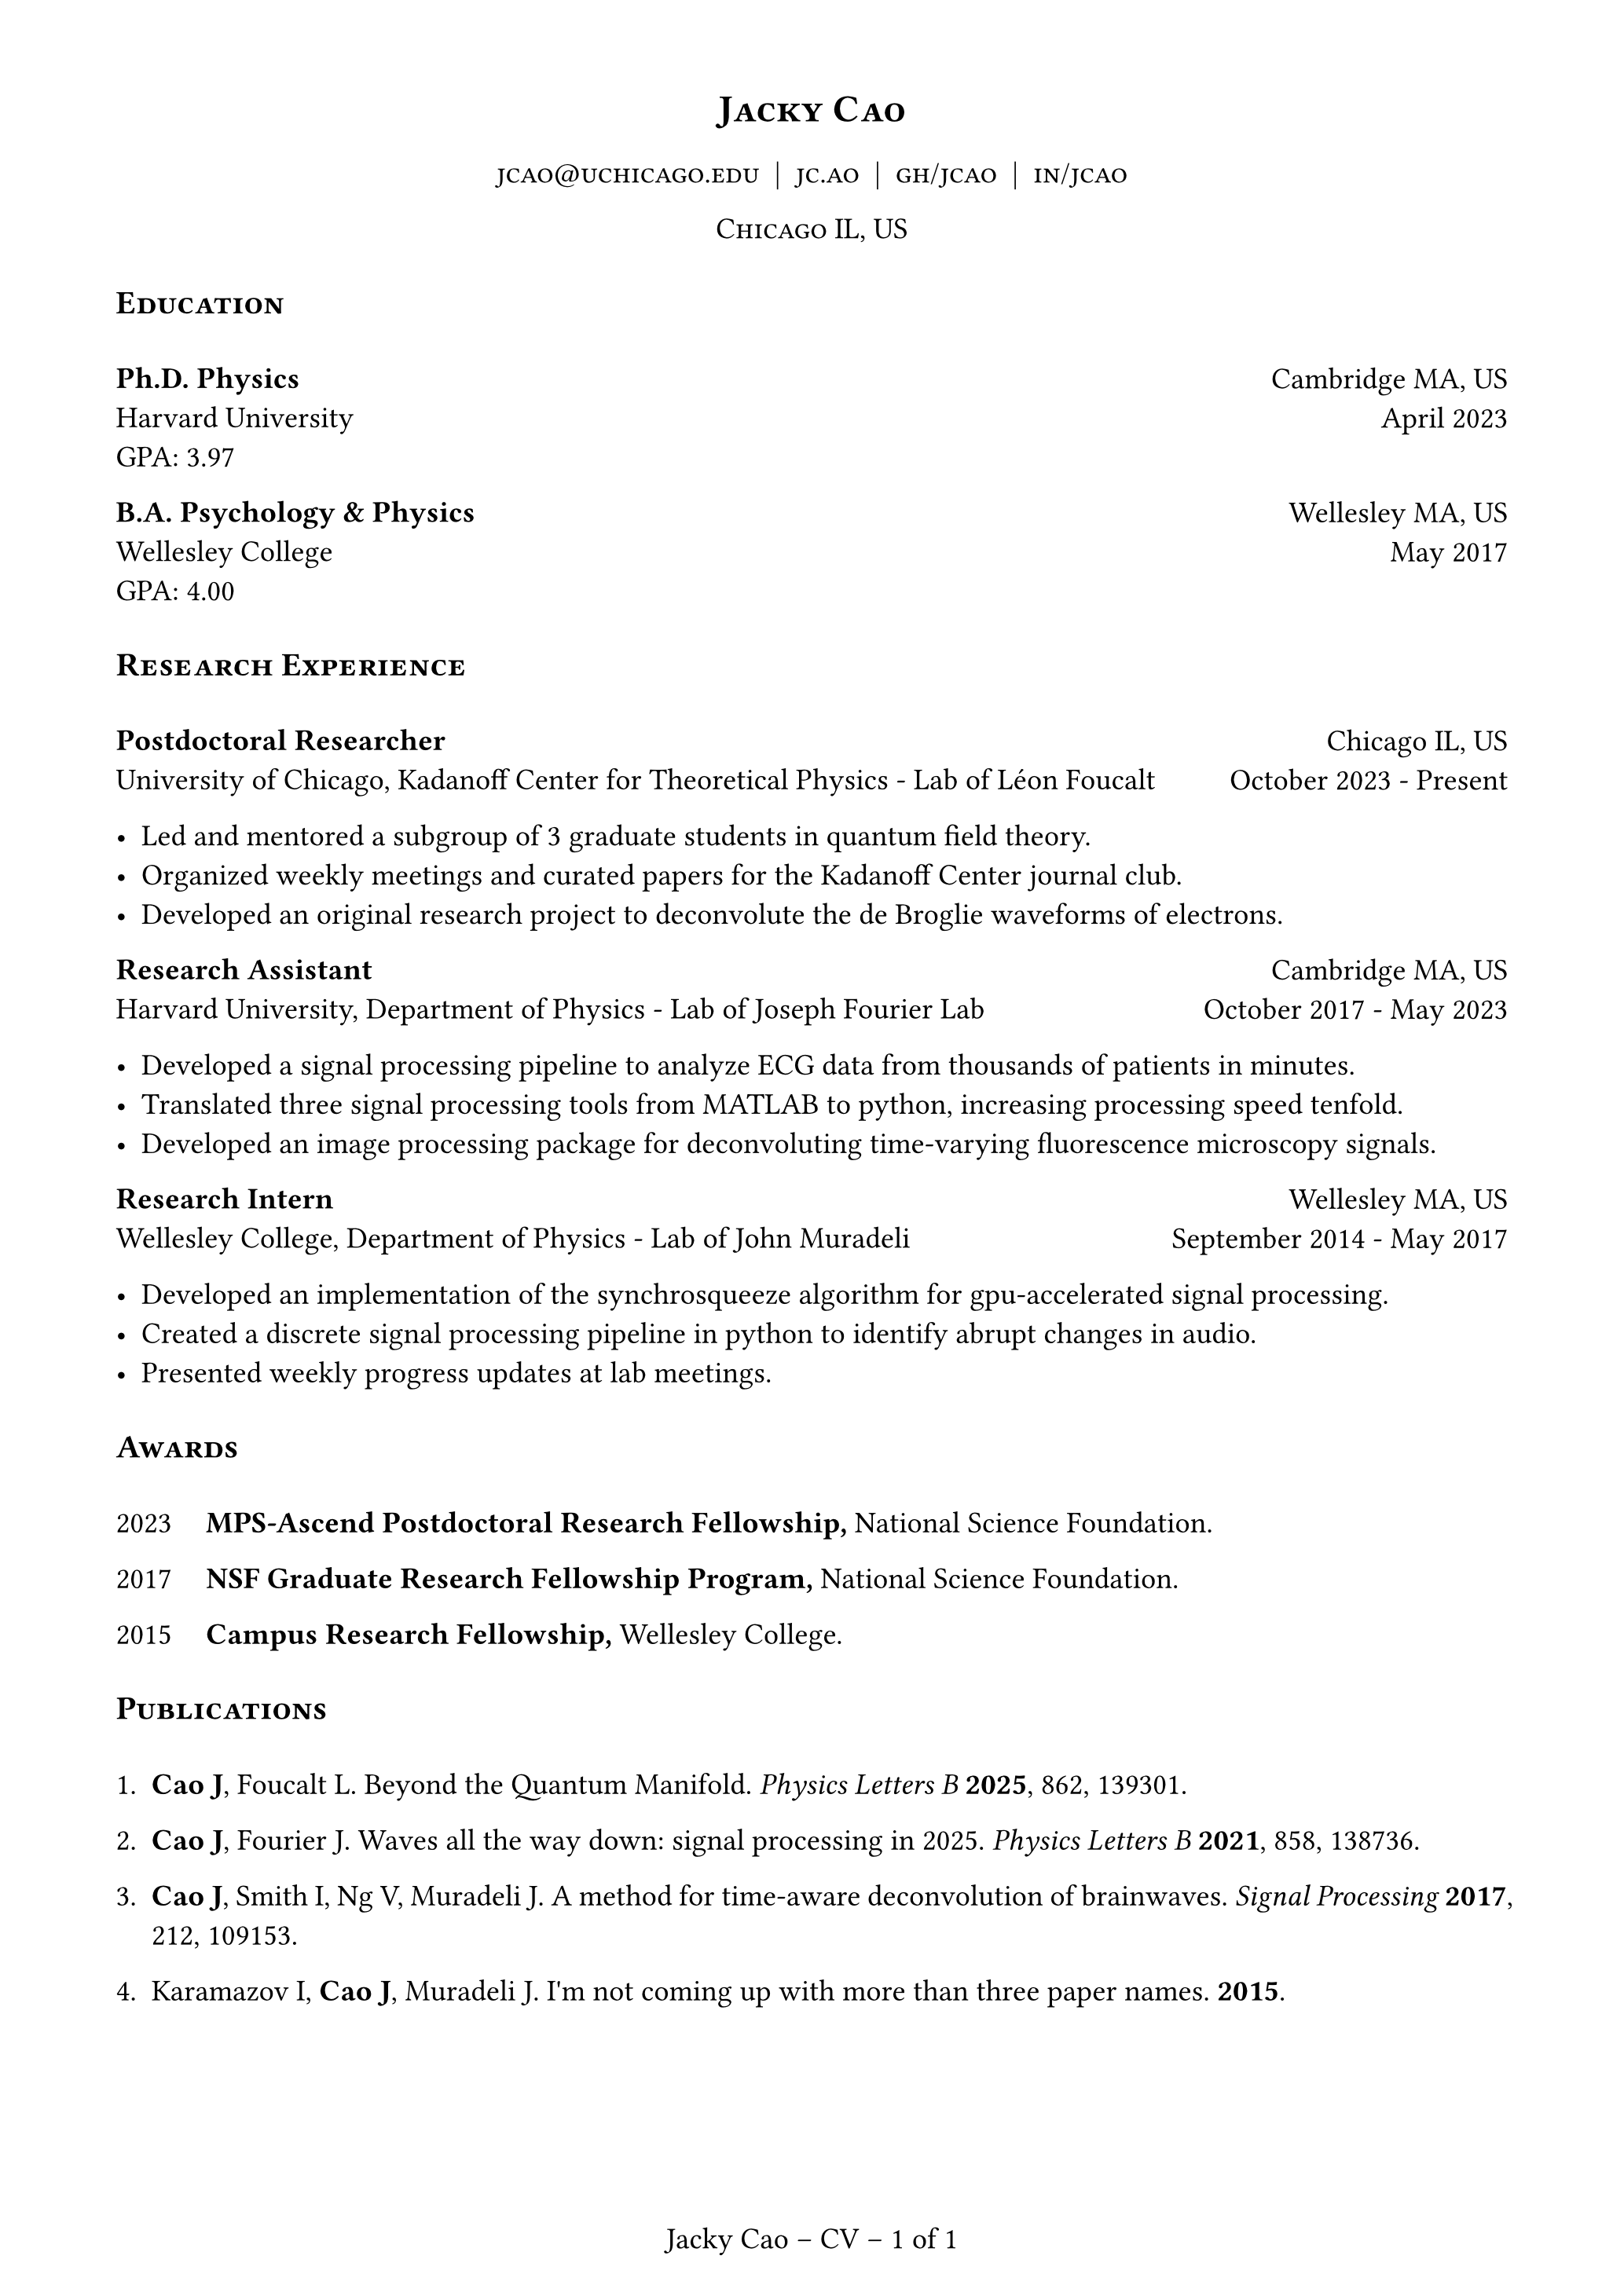 Jacky Cao
jcao@uchicago.edu | jc.ao | gh/jcao | in/jcao
Chicago IL, US
Education
Ph.D. Physics Cambridge MA, US
Harvard University April 2023
GPA: 3.97
B.A. Psychology & Physics Wellesley MA, US
Wellesley College May 2017
GPA: 4.00
Research Experience
Postdoctoral Researcher Chicago IL, US
University of Chicago, Kadanoff Center for Theoretical Physics - Lab of Léon Foucalt October 2023 - Present
• Led and mentored a subgroup of 3 graduate students in quantum field theory.
• Organized weekly meetings and curated papers for the Kadanoff Center journal club.
• Developed an original research project to deconvolute the de Broglie waveforms of electrons.
Research Assistant Cambridge MA, US
Harvard University, Department of Physics - Lab of Joseph Fourier Lab October 2017 - May 2023
• Developed a signal processing pipeline to analyze ECG data from thousands of patients in minutes.
• Translated three signal processing tools from MATLAB to python, increasing processing speed tenfold.
• Developed an image processing package for deconvoluting time-varying fluorescence microscopy signals.
Research Intern Wellesley MA, US
Wellesley College, Department of Physics - Lab of John Muradeli September 2014 - May 2017
• Developed an implementation of the synchrosqueeze algorithm for gpu-accelerated signal processing.
• Created a discrete signal processing pipeline in python to identify abrupt changes in audio.
• Presented weekly progress updates at lab meetings.
Awards
2023 MPS-Ascend Postdoctoral Research Fellowship, National Science Foundation.
2017 NSF Graduate Research Fellowship Program, National Science Foundation.
2015 Campus Research Fellowship, Wellesley College.
Publications
1. Cao J, Foucalt L. Beyond the Quantum Manifold. Physics Letters B 2025, 862, 139301.
2. Cao J, Fourier J. Waves all the way down: signal processing in 2025. Physics Letters B 2021, 858, 138736.
3. Cao J, Smith I, Ng V, Muradeli J. A method for time-aware deconvolution of brainwaves. Signal Processing 2017,
212, 109153.
4. Karamazov I, Cao J, Muradeli J. I'm not coming up with more than three paper names. 2015.
Jacky Cao – CV – 1 of 1